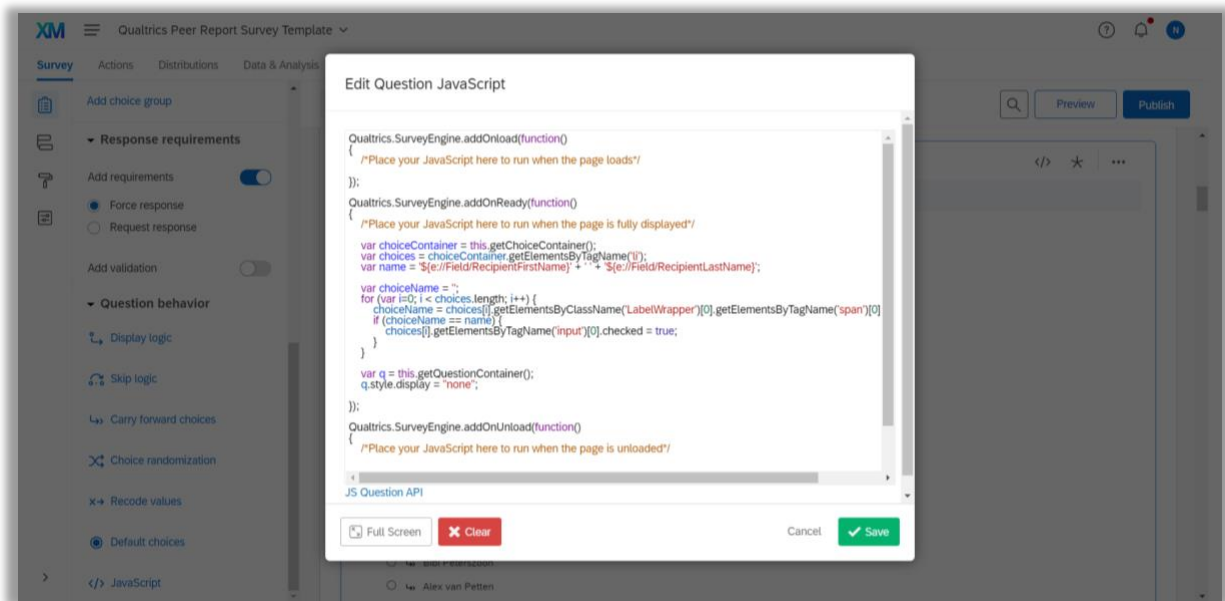 XM
Qualtrics Peer Report Survey Template
N
Survey Actions Distributions Data & Analysis
Add choice group
Preview Publish
Response requirements
Add requirements
Force response
Request response
Add validation
Question behavior
Display logic
Skip logic
Carry forward choices
Choice randomization
Recode values
Default choices
</> JavaScript
</>
Edit Question JavaScript
Qualtrics.SurveyEngine.addOnload(function()
{
/*Place your JavaScript here to run when the page loads*/
});
Qualtrics.SurveyEngine.addOnReady(function()
{
/*Place your JavaScript here to run when the page is fully displayed*/
var choiceContainer = this.getChoiceContainer();
var choices = choiceContainer.getElementsByTagName('li');
var name = '${e://Field/RecipientFirstName}' + ' ' + '${e://Field/RecipientLastName}';
var choiceName = '';
for (var i=0; i < choices.length; i++) {
choiceName = choices[i].getElementsByClassName('LabelWrapper')[0].getElementsByTagName('span')[0]
if (choiceName == name) {
choices[i].getElementsByTagName('input')[0].checked = true;
}
}
var q = this.getQuestionContainer();
q.style.display = "none";
});
Qualtrics.SurveyEngine.addOnUnload(function()
{
/*Place your JavaScript here to run when the page is unloaded*/
JS Question API
Full Screen
Clear
Cancel
Save
Bibi Peterszoon
Alex van Petten